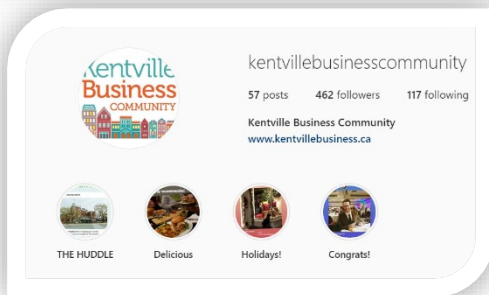 kentvillebusinesscommunity
Kentville
Business
COMMUNITY
57 posts 462 followers 117 following
Kentville Business Community
www.kentvillebusiness.ca
THE HUDDLE Delicious Holidays! Congrats!